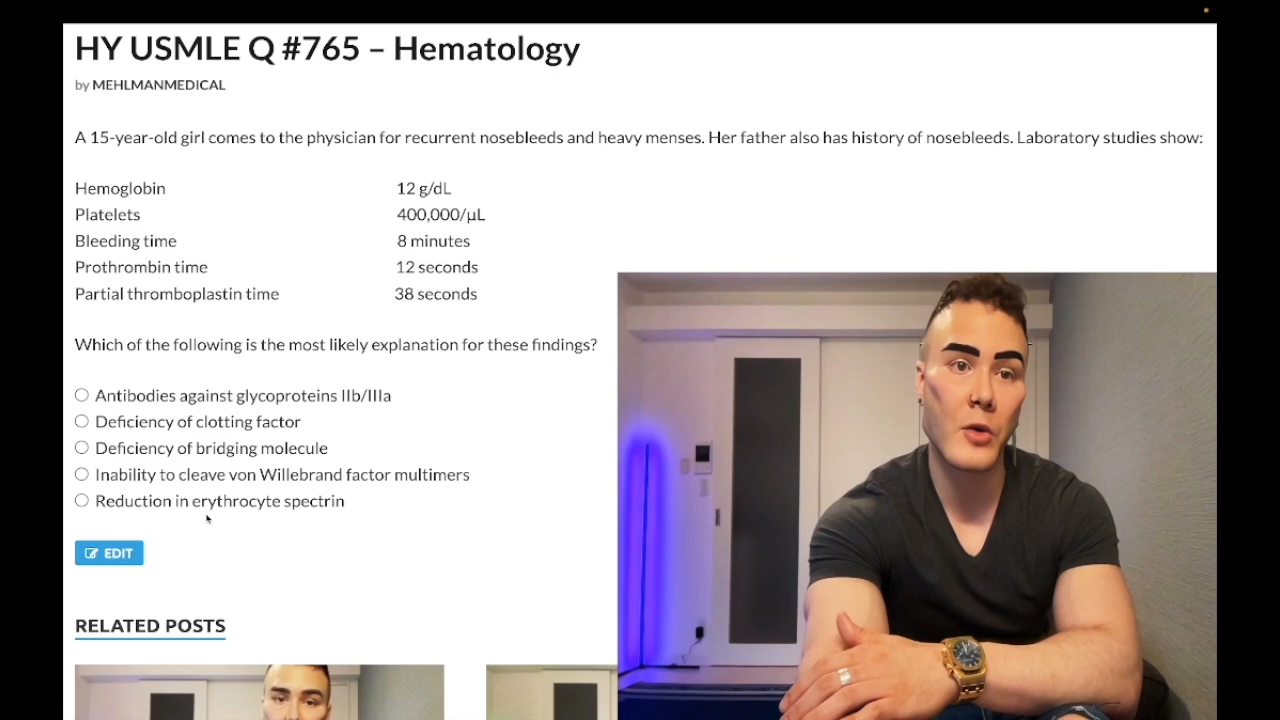 HY USMLE Q #765 – Hematology
by MEHLMANMEDICAL
A 15-year-old girl comes to the physician for recurrent nosebleeds and heavy menses. Her father also has history of nosebleeds. Laboratory studies show:
Hemoglobin 12 g/dL
Platelets 400,000/µL
Bleeding time 8 minutes
Prothrombin time 12 seconds
Partial thromboplastin time 38 seconds
Which of the following is the most likely explanation for these findings?
Antibodies against glycoproteins IIb/IIIa
Deficiency of clotting factor
Deficiency of bridging molecule
Inability to cleave von Willebrand factor multimers
Reduction in erythrocyte spectrin
EDIT
RELATED POSTS